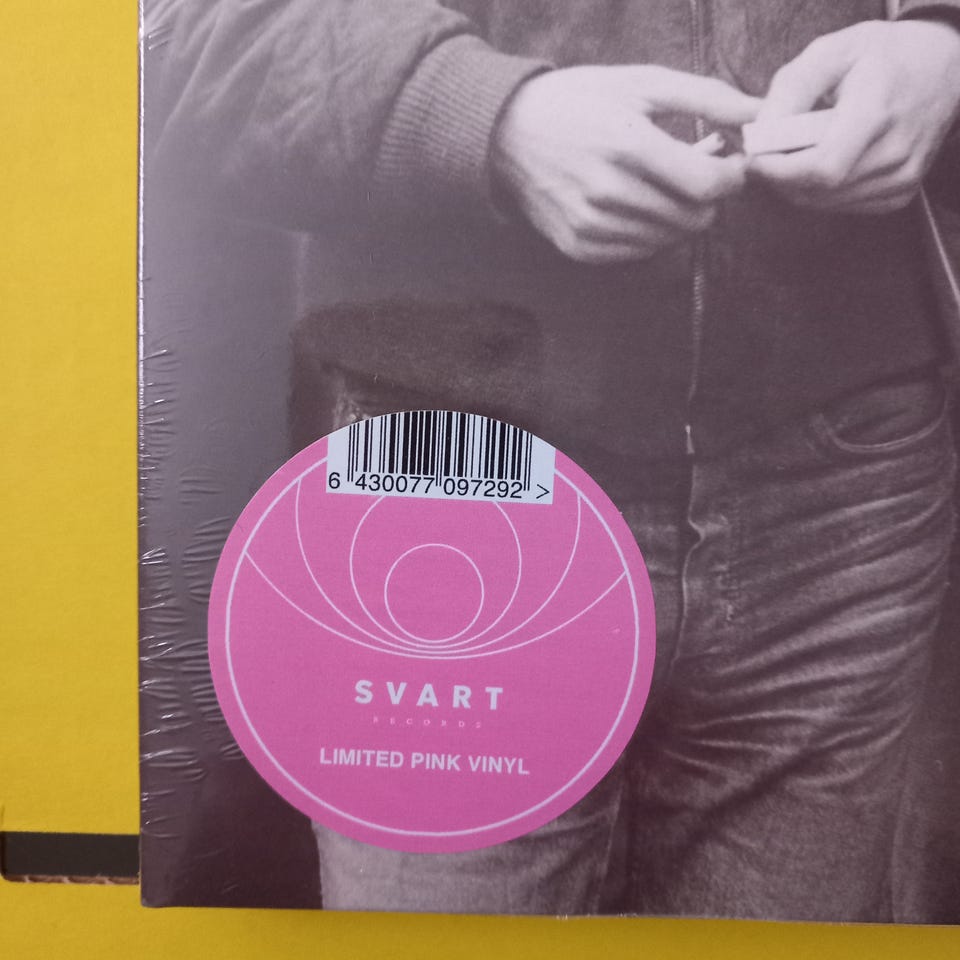 6 430077 097292 >
SVART
RECORDS
LIMITED PINK VINYL